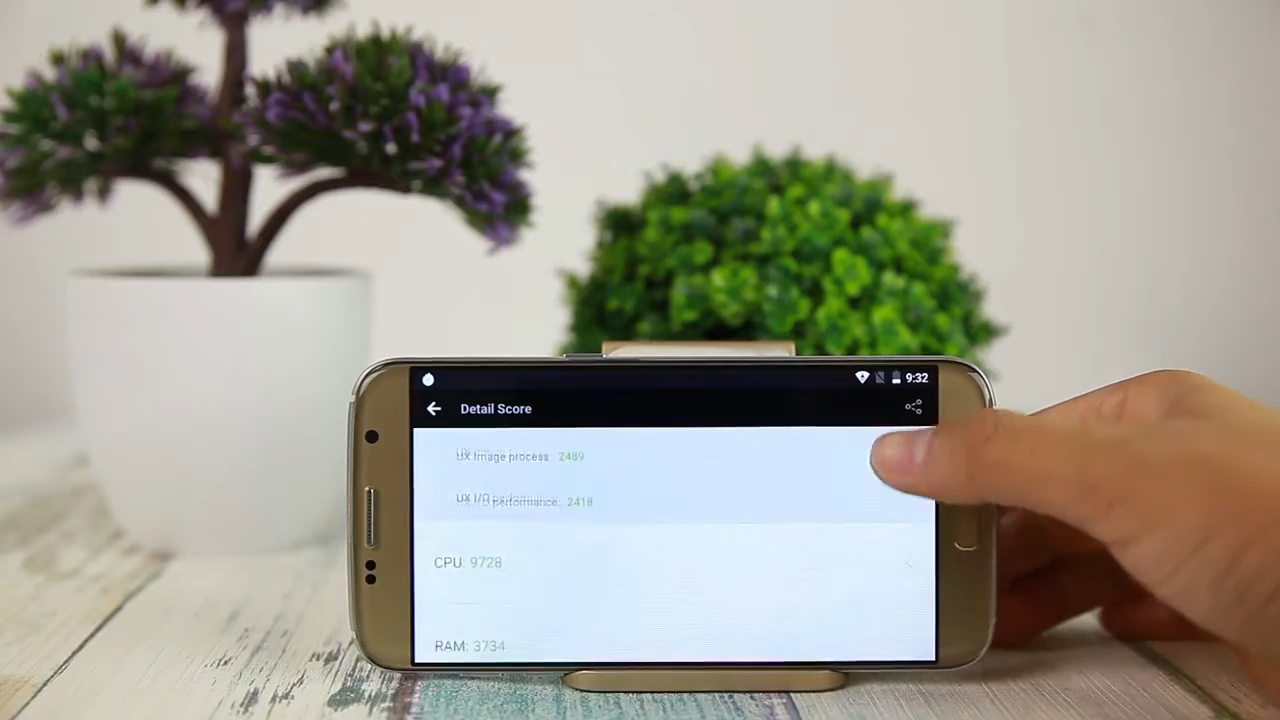 9:32
Detail Score
UX Image process: 2489
UX I/O performance: 2418
CPU: 9728
RAM: 3734